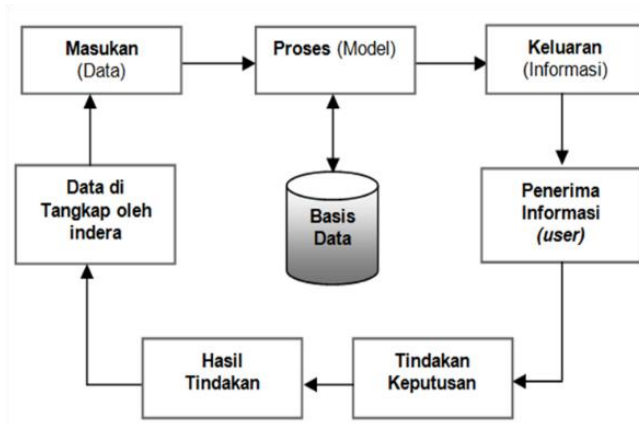 Masukan
(Data)
Proses (Model)
Keluaran
(Informasi)
Data di
Tangkap oleh
indera
Basis
Data
Penerima
Informasi
(user)
Hasil
Tindakan
Tindakan
Keputusan